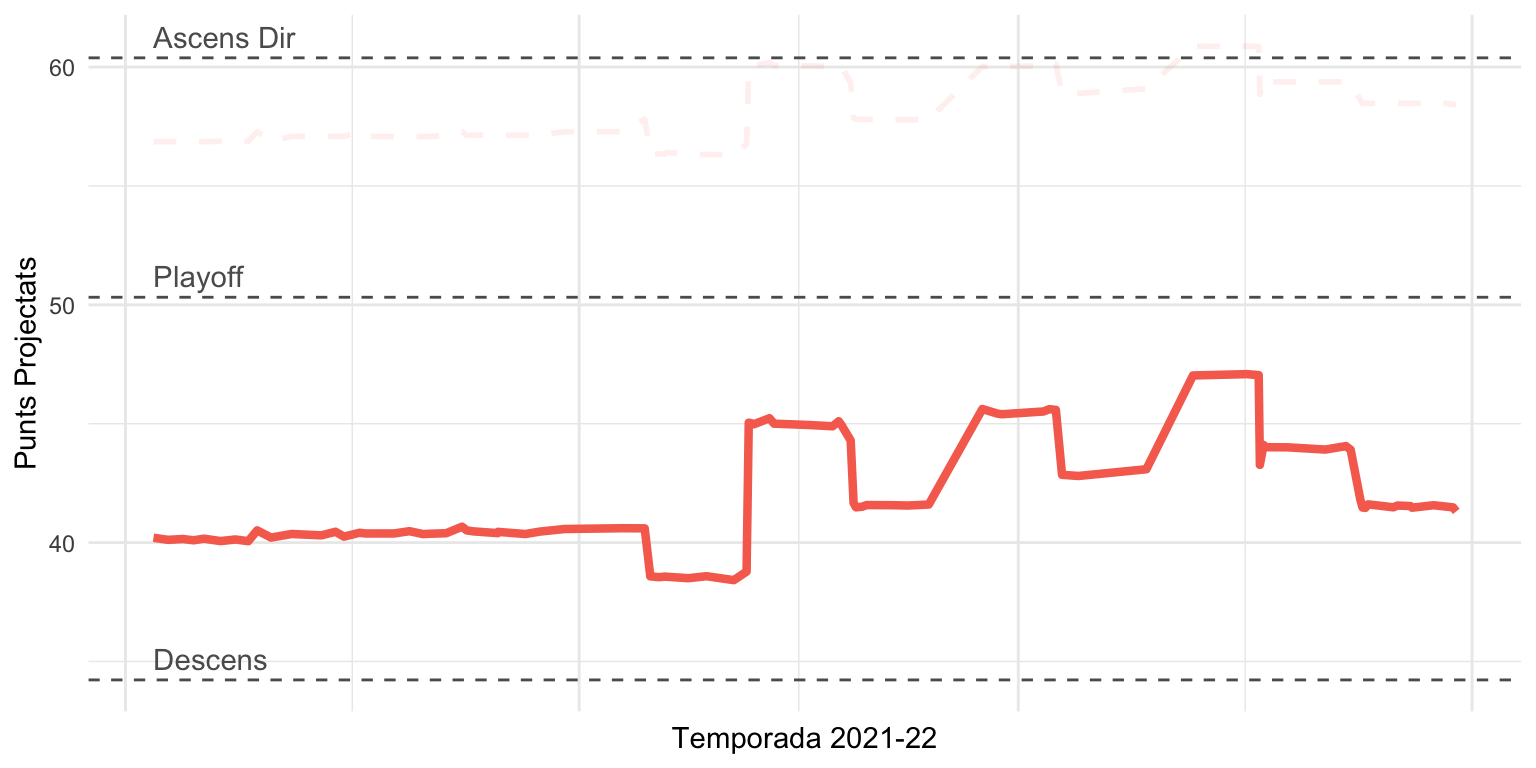 Ascens Dir
60
Playoff
50
Punts Projectats
40
Descens
Temporada 2021-22